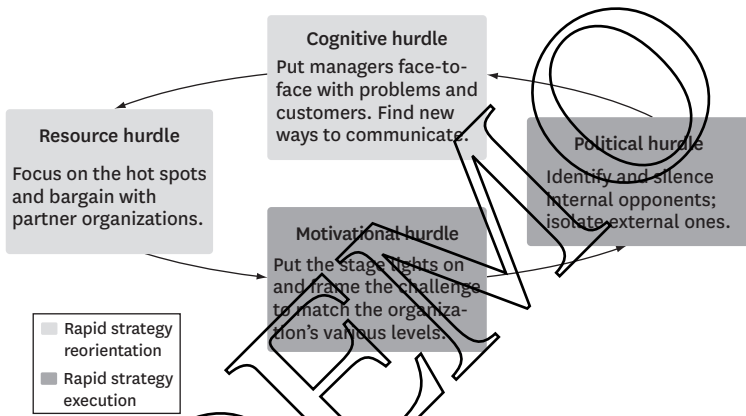 Cognitive hurdle
Put managers face-to-
face with problems and
customers. Find new
ways to communicate.
Resource hurdle
Focus on the hot spots
and bargain with
partner organizations.
Motivational hurdle
Put the stage lights on
and frame the challenge
to match the organiza-
tion's various levels.
Political hurdle
Identify and silence
internal opponents;
isolate external ones.
Rapid strategy
reorientation
Rapid strategy
execution
DEMO